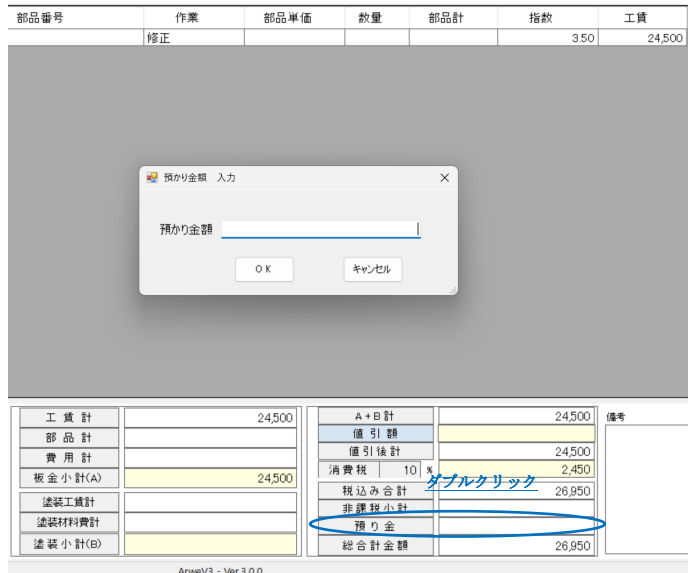 部品番号 作業 部品単価 数量 部品計 指数 工賃
修正 3.50 24,500
預かり金額 入力
預かり金額
OK キャンセル
工賃計 24,500
部品計
費用計
板金小計(A) 24,500
塗装工賃計
塗装材料費計
塗装小計(B)
A+B計 24,500
値引額
値引後計 24,500
消費税 10 % 2,450
ダブルクリック
税込み合計 26,950
非課税小計
預り金
総合計金額 26,950
備考
ArweV3 - Ver 3.0.0